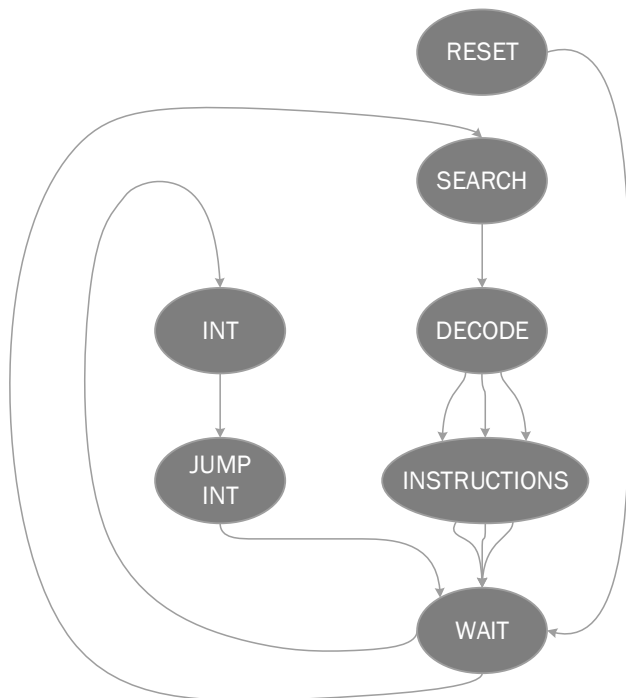 RESET
SEARCH
INT
DECODE
JUMP
INT
INSTRUCTIONS
WAIT